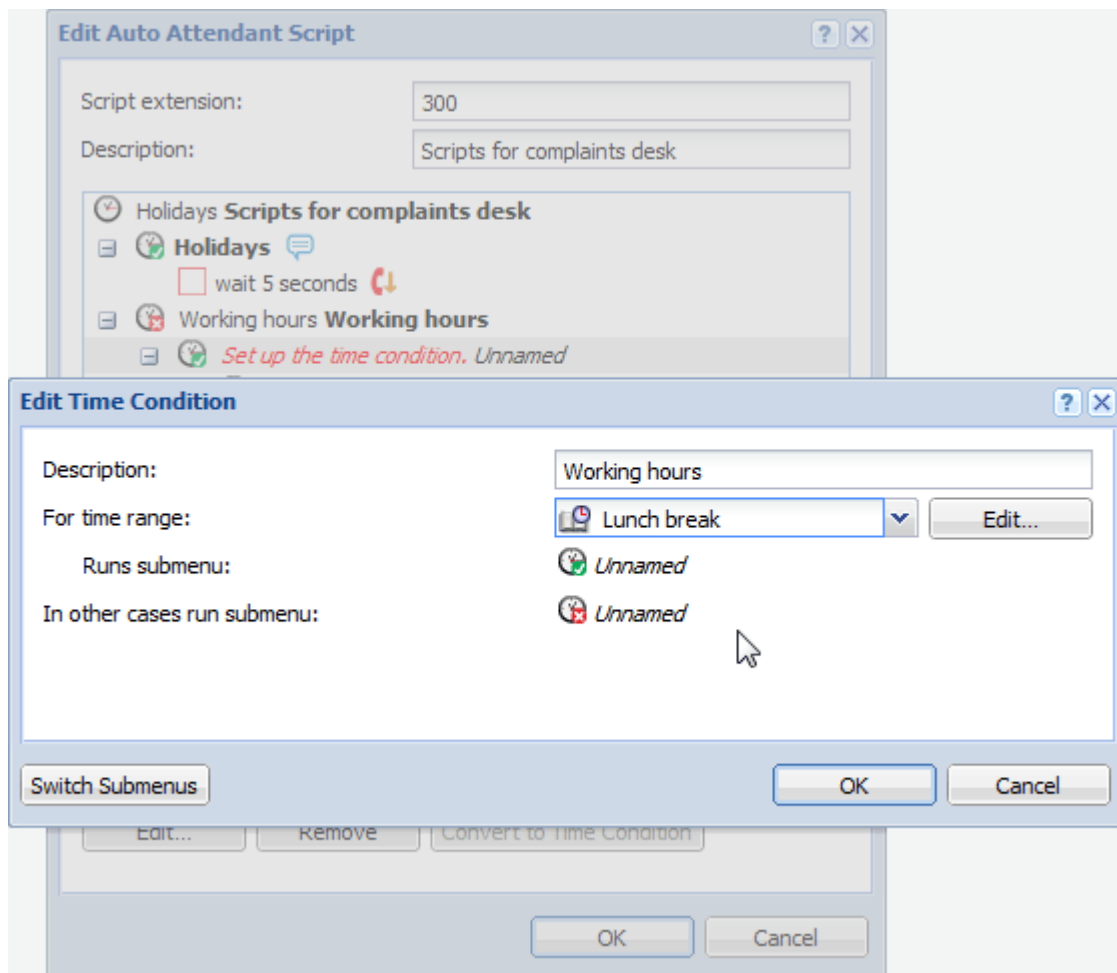 Edit Auto Attendant Script
Script extension: 300
Description: Scripts for complaints desk
Holidays Scripts for complaints desk
Holidays
wait 5 seconds
Working hours Working hours
Set up the time condition. Unnamed
Edit Time Condition
Description: Working hours
For time range: Lunch break Edit...
Runs submenu: Unnamed
In other cases run submenu: Unnamed
Switch Submenus OK Cancel
Edit... Remove Convert to Time Condition
OK Cancel